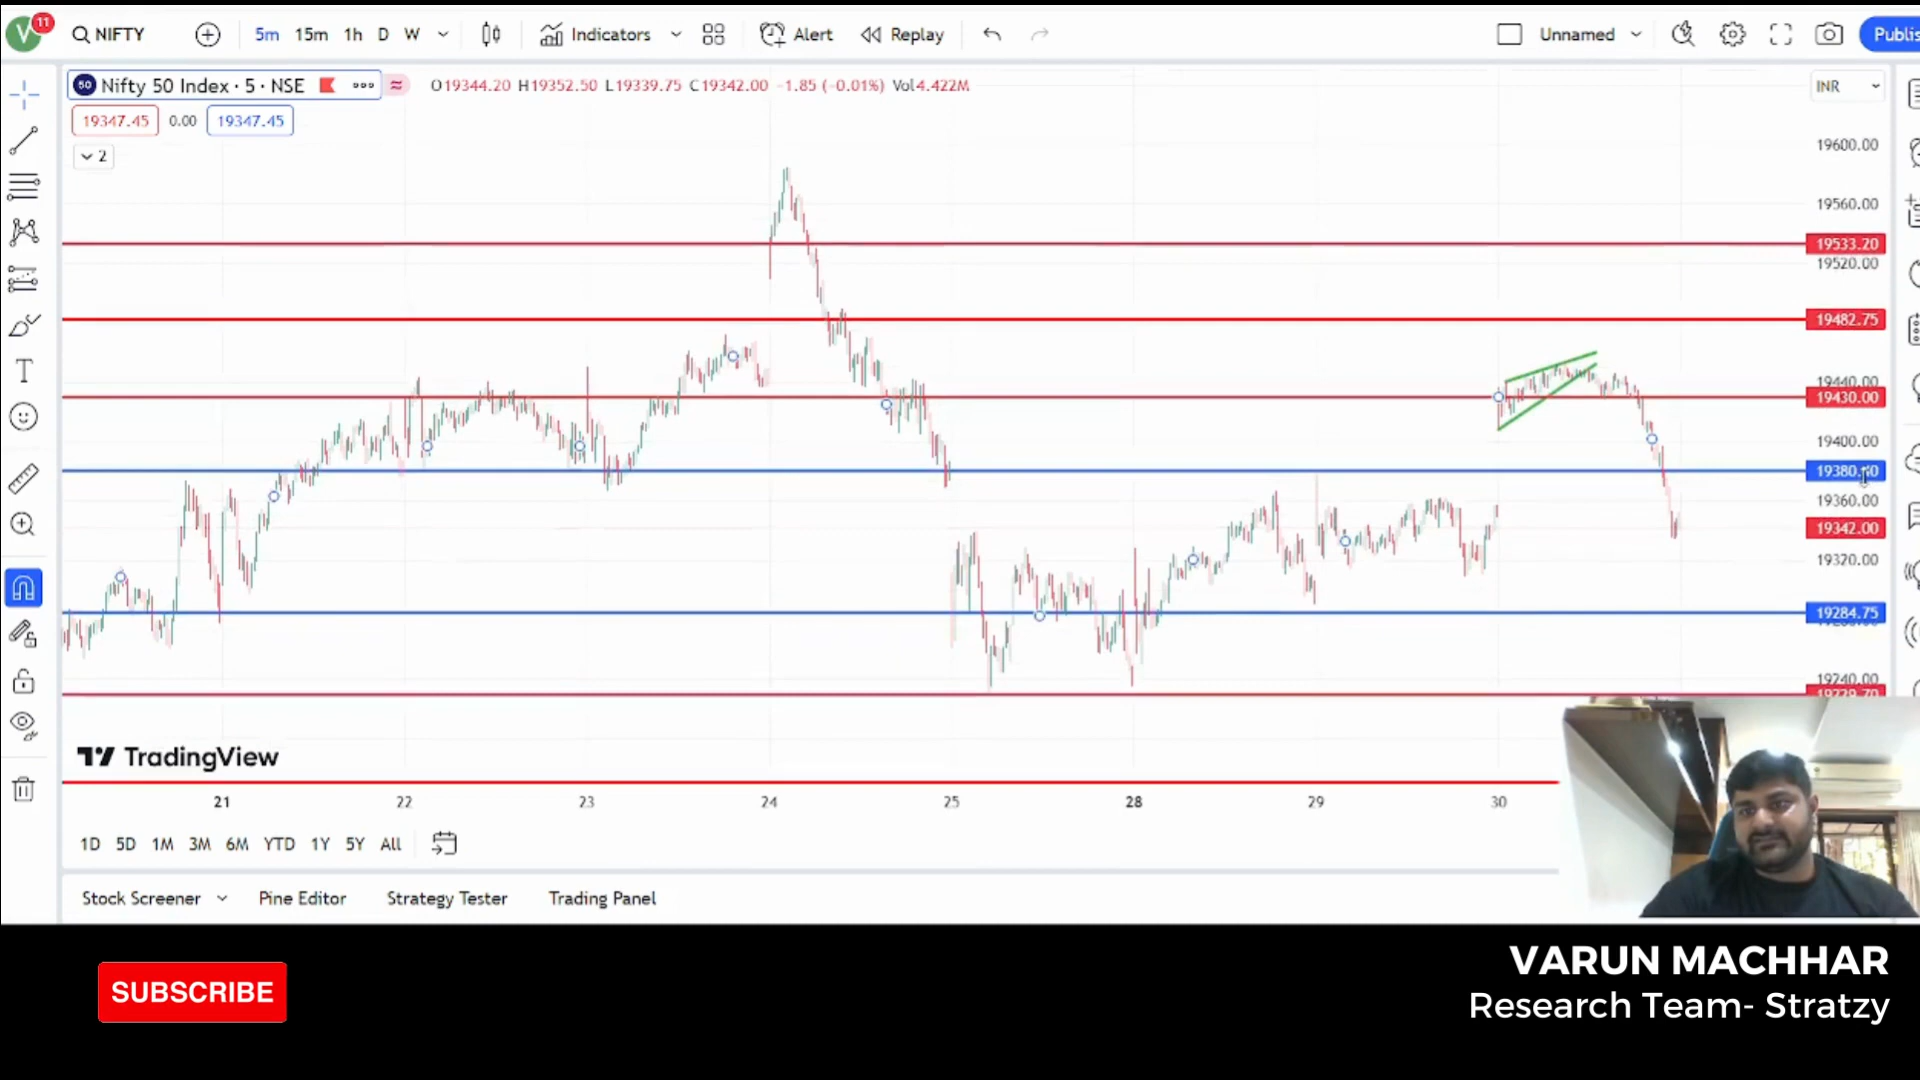 V 11 NIFTY 5m 15m 1h D W Indicators Alert Replay Unnamed
50 Nifty 50 Index · 5 · NSE O19344.20 H19352.50 L19339.75 C19342.00 -1.85 (-0.01%) Vol4.422M INR
19347.45 0.00 19347.45
2
19600.00
19560.00
19533.20
19520.00
19482.75
19440.00
19430.00
19400.00
19360.00
19342.00
19320.00
19284.75
19240.00
TradingView
21 22 23 24 25 28 29 30
1D 5D 1M 3M 6M YTD 1Y 5Y All
Stock Screener Pine Editor Strategy Tester Trading Panel
SUBSCRIBE
VARUN MACHHAR
Research Team- Stratzy